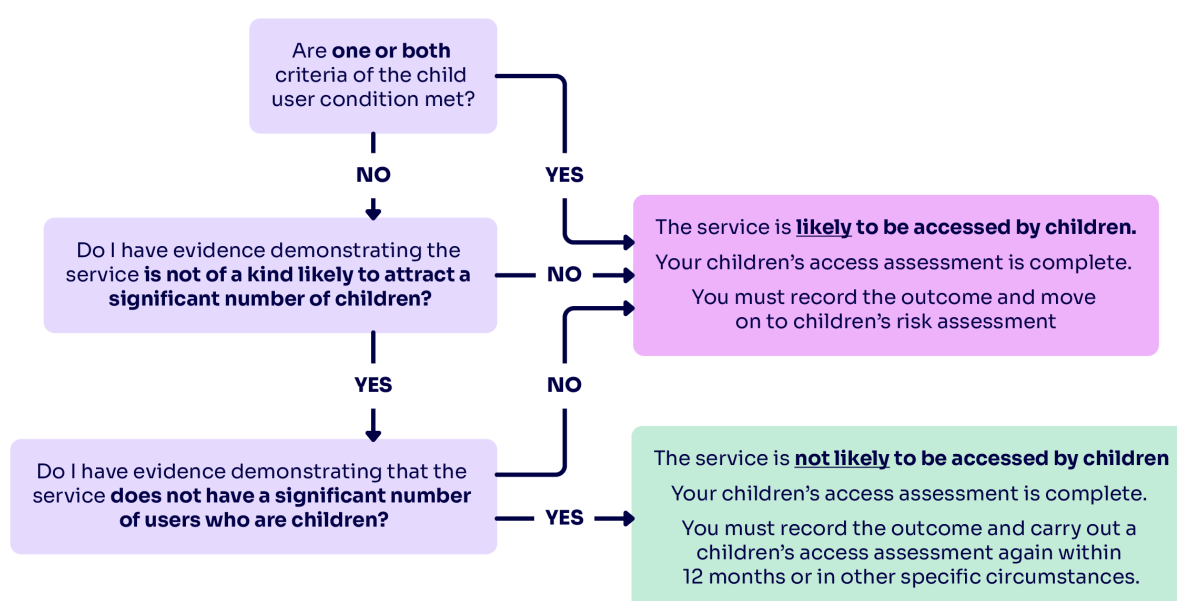 Are one or both
criteria of the child
user condition met?
NO
YES
Do I have evidence demonstrating the
service is not of a kind likely to attract a
significant number of children?
NO
The service is likely to be accessed by children.
Your children’s access assessment is complete.
You must record the outcome and move
on to children’s risk assessment
YES
NO
Do I have evidence demonstrating that the
service does not have a significant number
of users who are children?
YES
The service is not likely to be accessed by children
Your children’s access assessment is complete.
You must record the outcome and carry out a
children’s access assessment again within
12 months or in other specific circumstances.